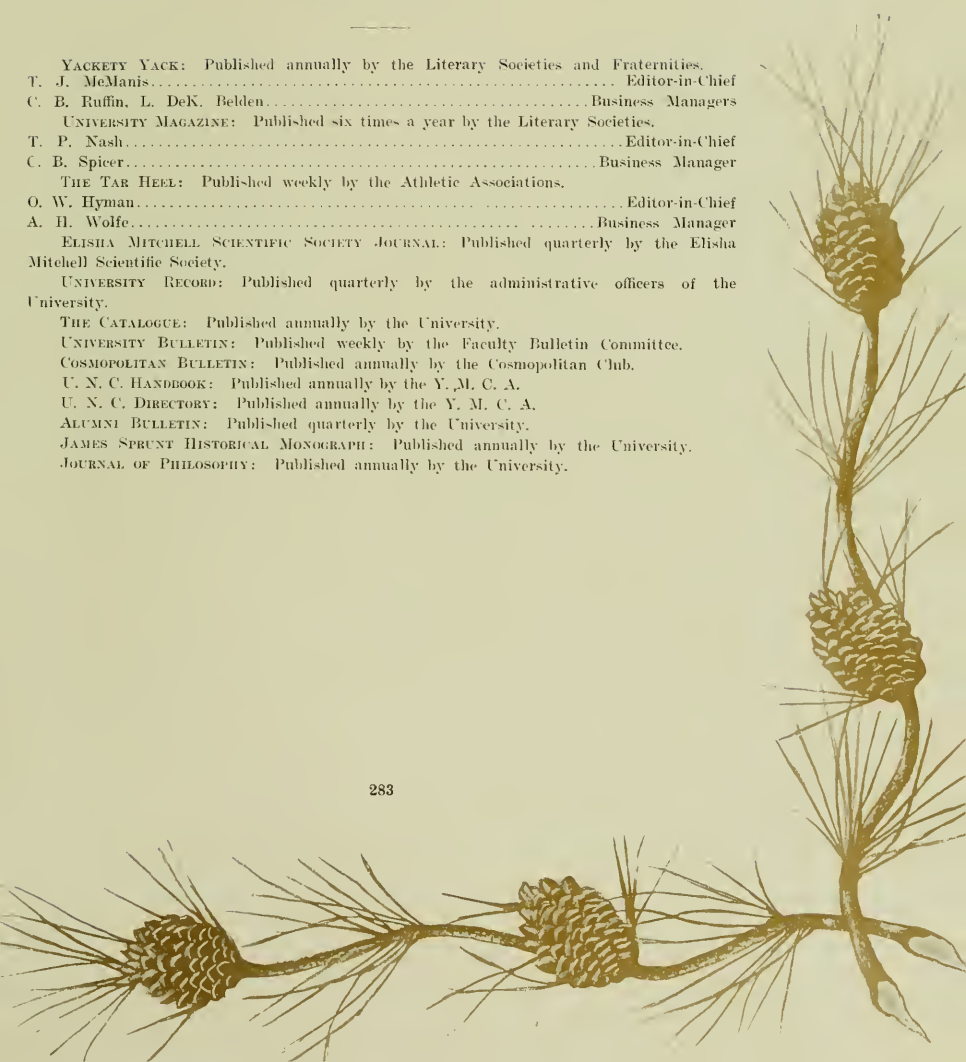 YACKETY YACK: Published annually by the Literary Societies and Fraternities.
T. J. McManis........................Editor-in-Chief
C. B. Ruffin, L. DeK. Belden........................Business Managers
UNIVERSITY MAGAZINE: Published six times a year by the Literary Societies.
T. P. Nash........................Editor-in-Chief
C. B. Spicer........................Business Manager
THE TAR HEEL: Published weekly by the Athletic Associations.
O. W. Hyman........................Editor-in-Chief
A. H. Wolfe........................Business Manager
ELISHA MITCHELL SCIENTIFIC SOCIETY JOURNAL: Published quarterly by the Elisha
Mitchell Scientific Society.
UNIVERSITY RECORD: Published quarterly by the administrative officers of the
University.
THE CATALOGUE: Published annually by the University.
UNIVERSITY BULLETIN: Published weekly by the Faculty Bulletin Committee.
COSMOPOLITAN BULLETIN: Published annually by the Cosmopolitan Club.
U. N. C. HANDBOOK: Published annually by the Y. M. C. A.
U. N. C. DIRECTORY: Published annually by the Y. M. C. A.
ALUMNI BULLETIN: Published quarterly by the University.
JAMES SPRUNT HISTORICAL MONOGRAPH: Published annually by the University.
JOURNAL OF PHILOSOPHY: Published annually by the University.
283